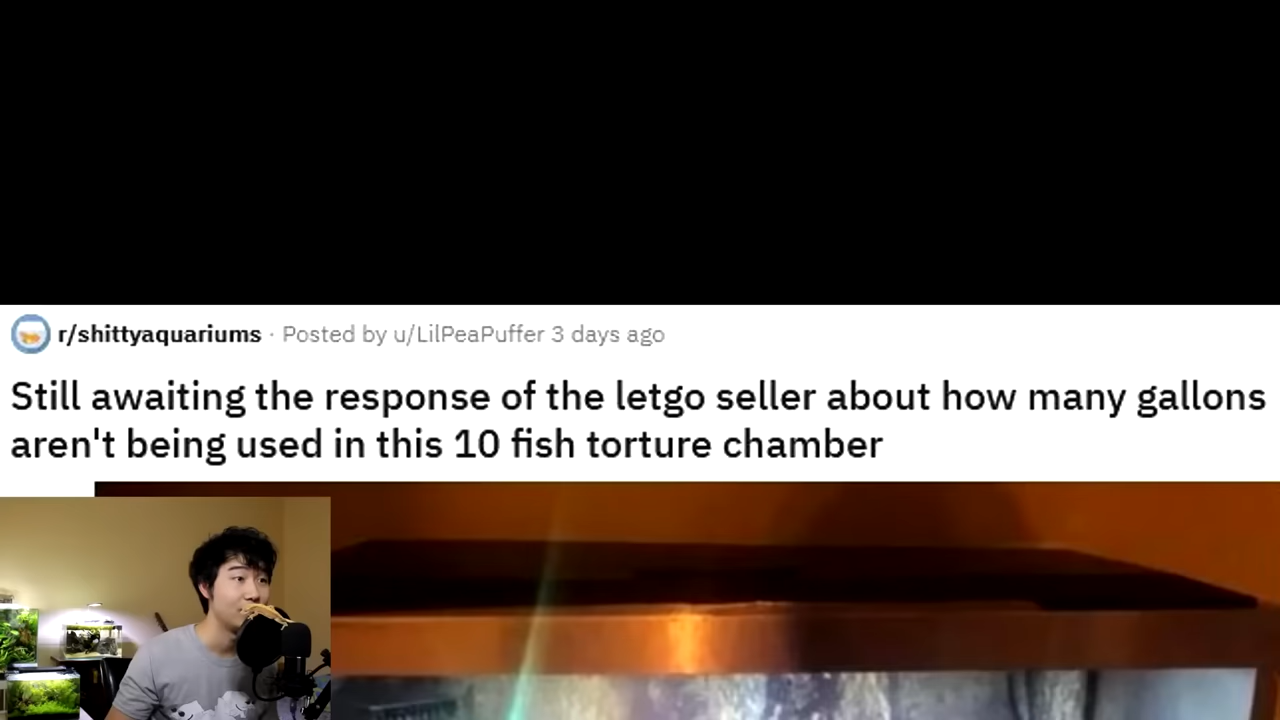 r/shittyaquariums · Posted by u/LilPeaPuffer 3 days ago
Still awaiting the response of the letgo seller about how many gallons
aren't being used in this 10 fish torture chamber